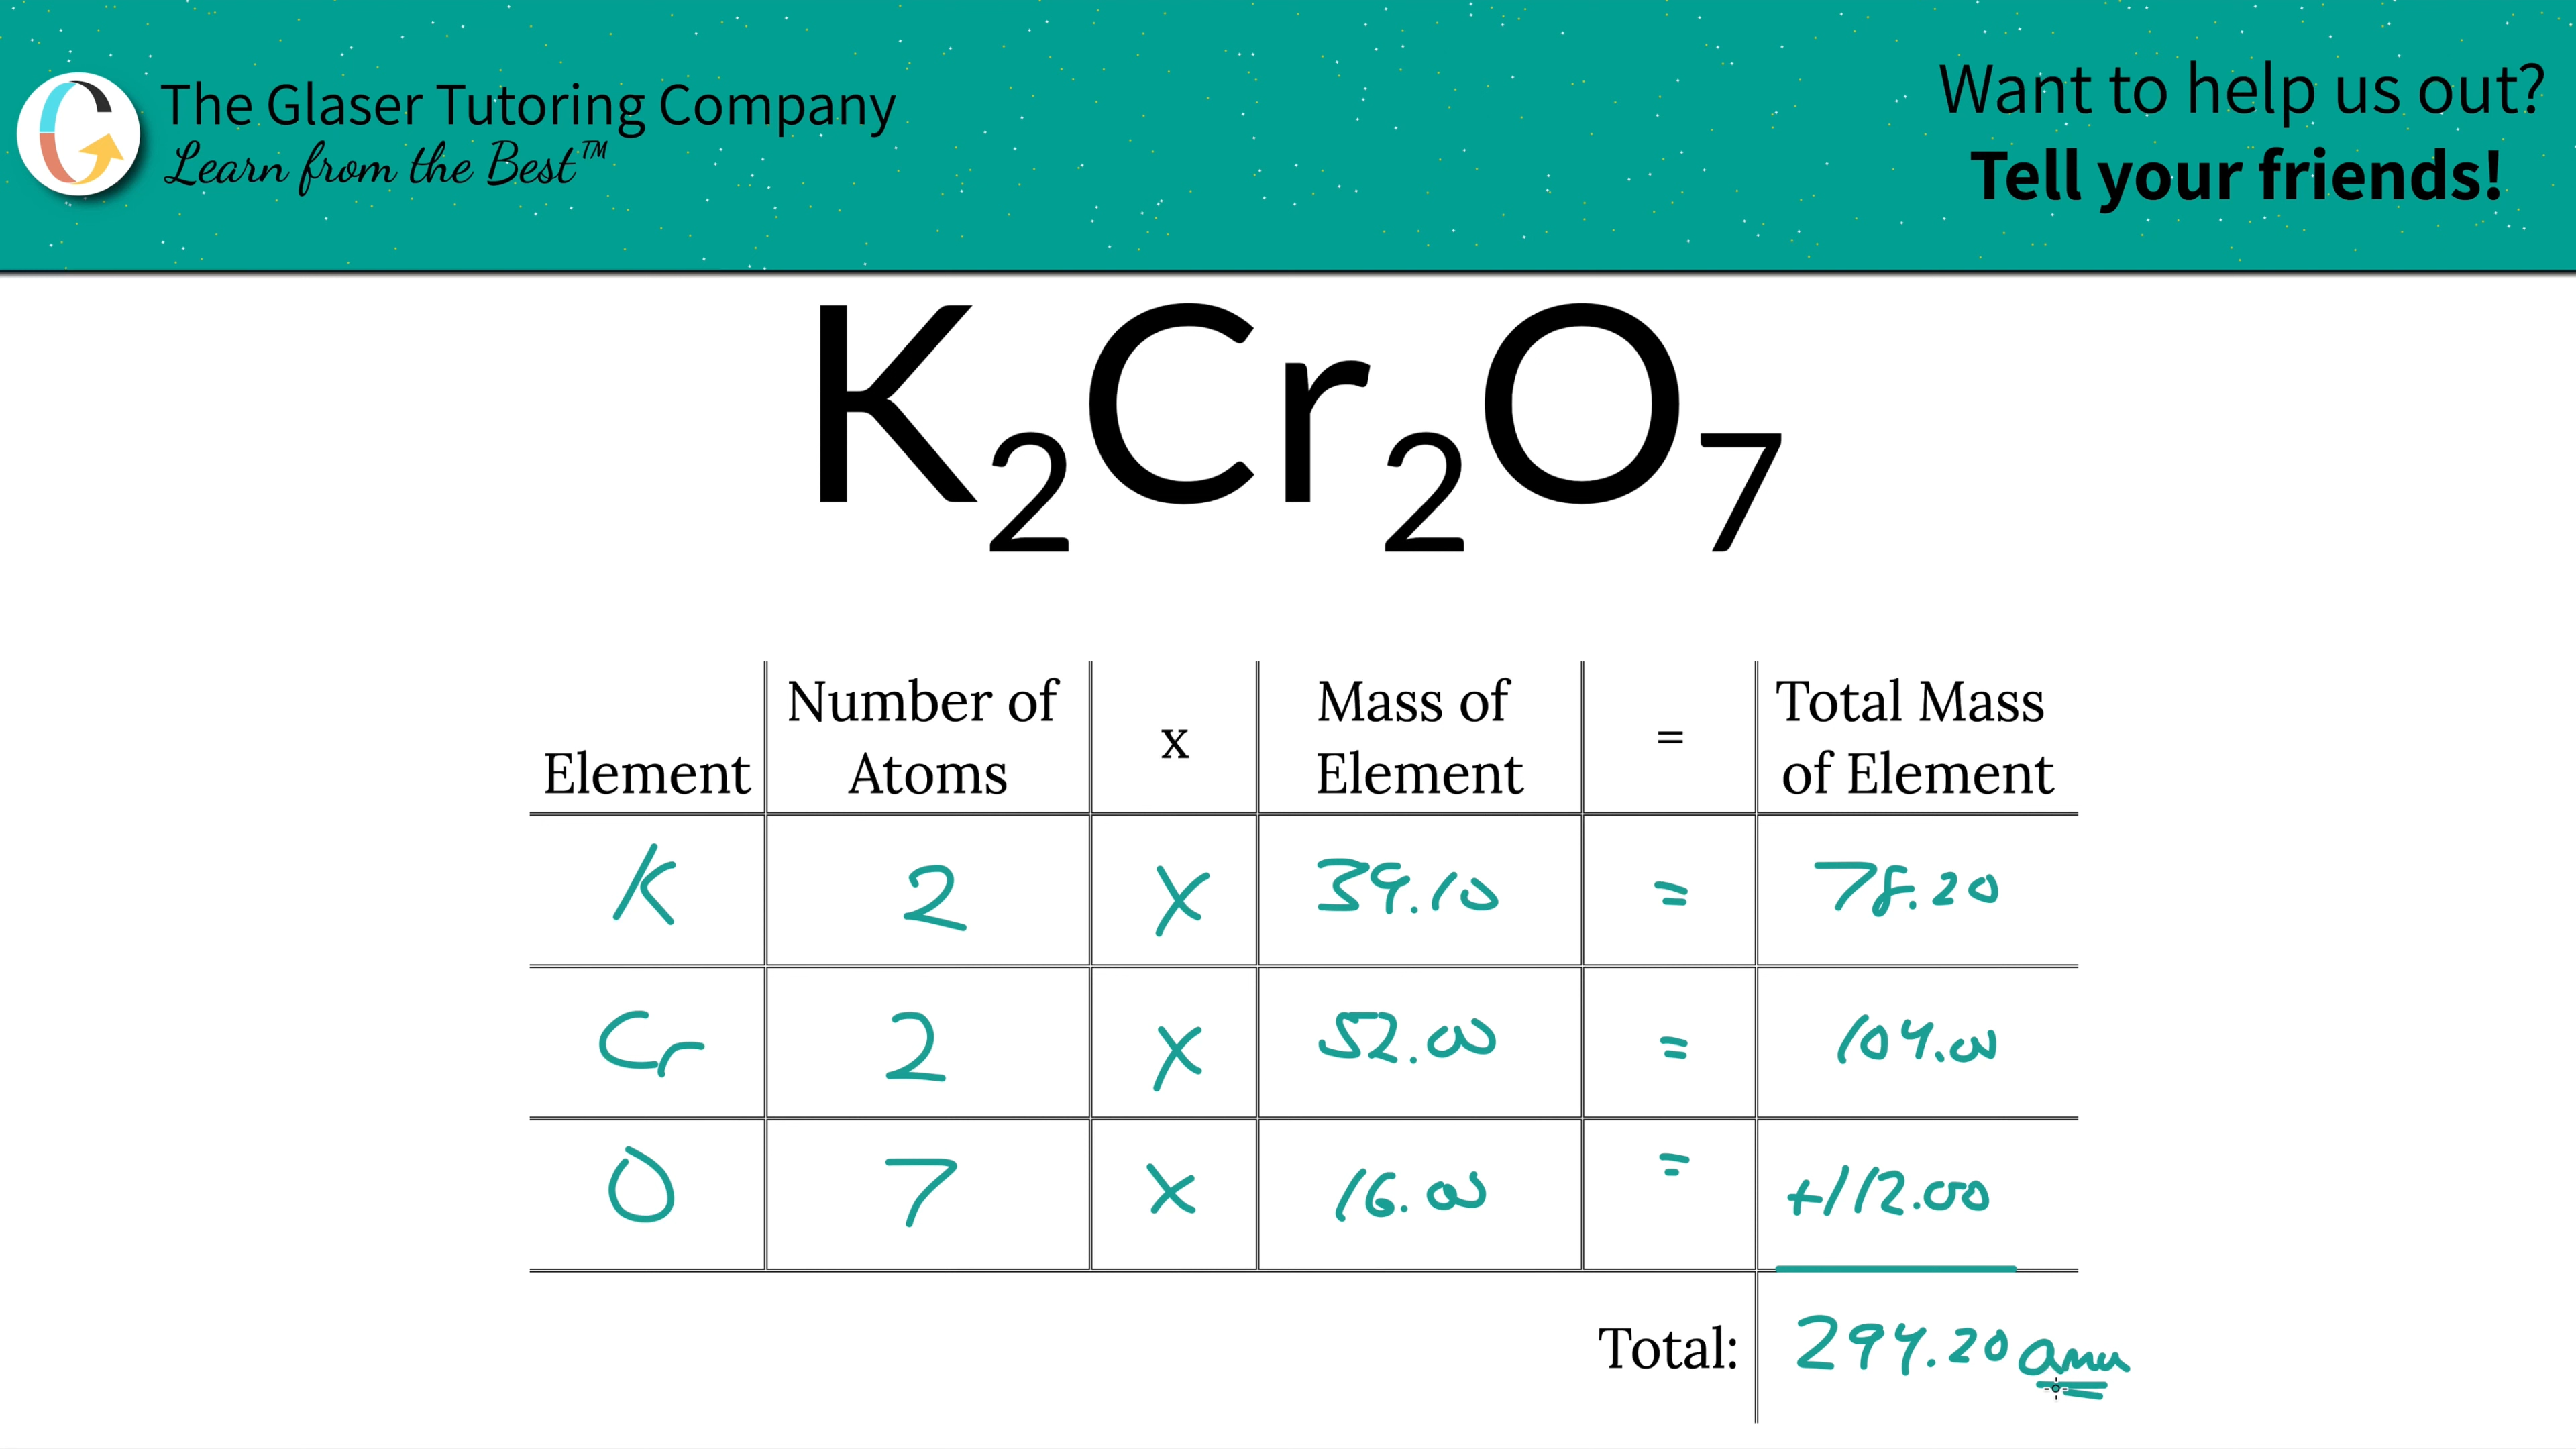 The Glaser Tutoring Company
Learn from the Best™
Want to help us out?
Tell your friends!
K₂Cr₂O₇
Element Number of Atoms x Mass of Element = Total Mass of Element
K 2 x 39.10 = 78.20
Cr 2 x 52.00 = 104.00
O 7 x 16.00 = +112.00
Total: 294.20 amu